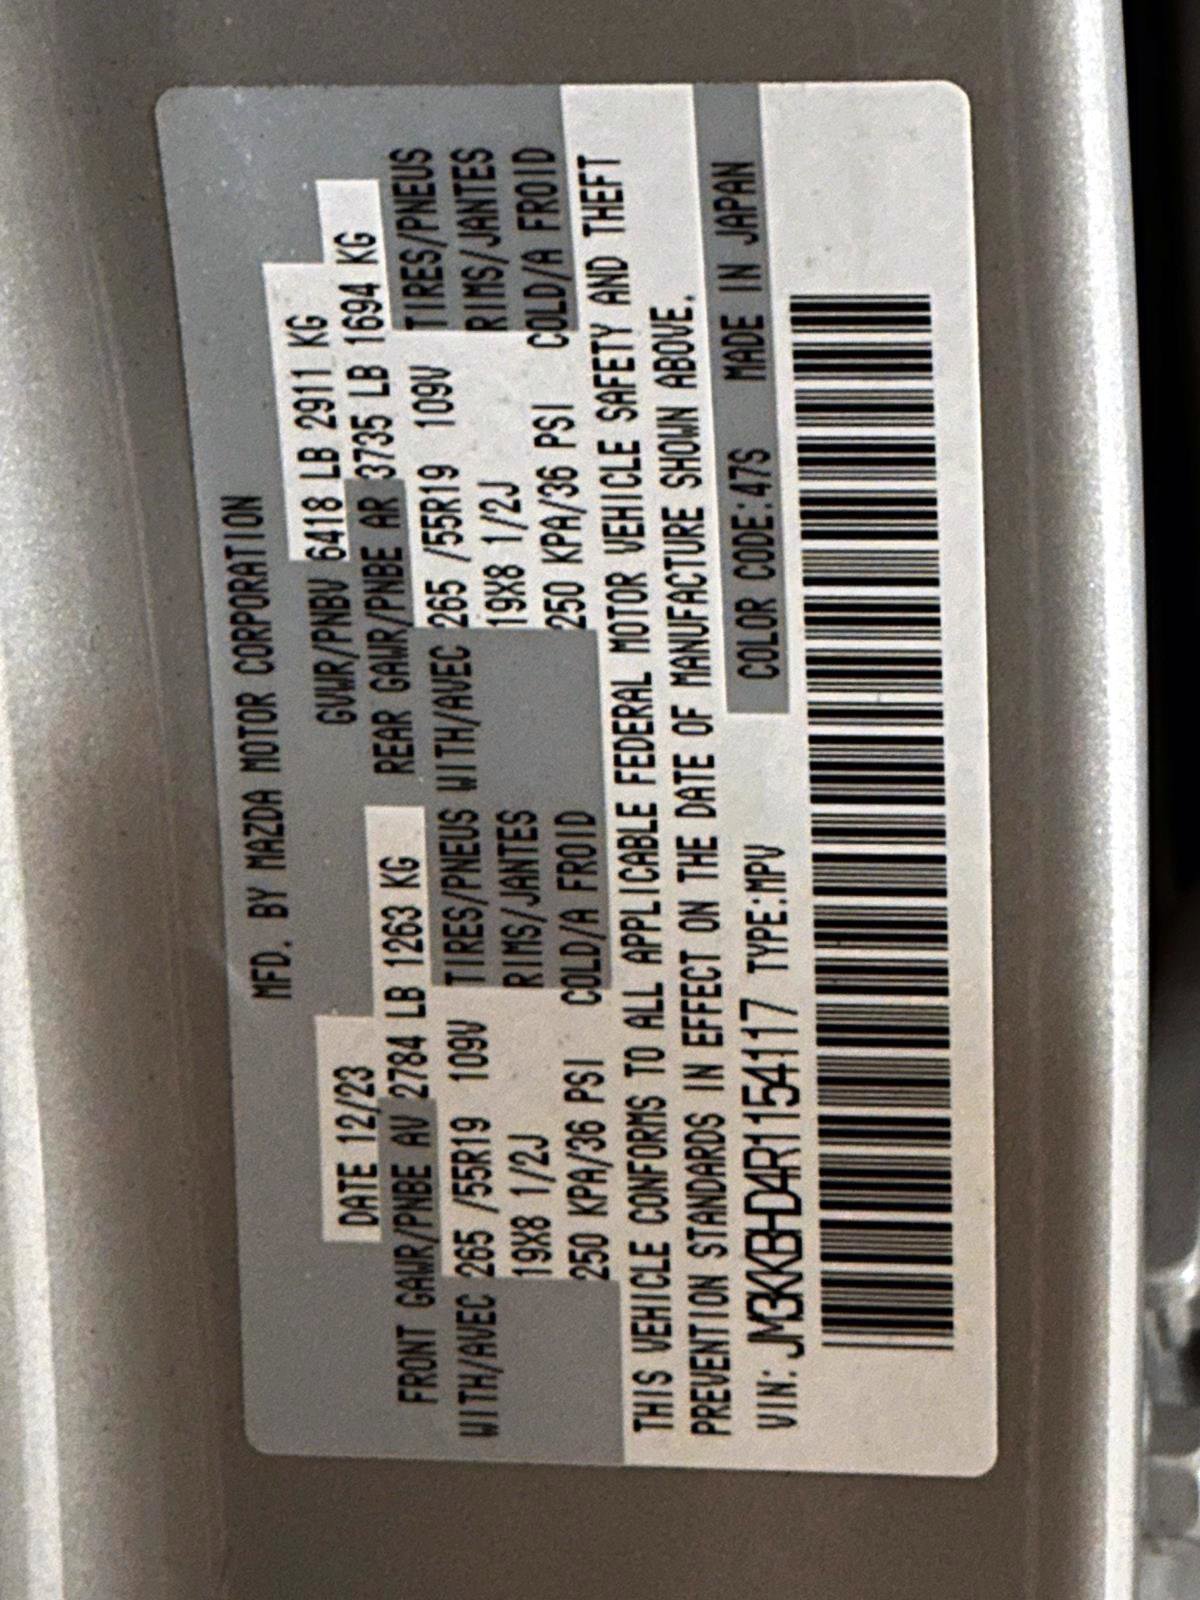 MFD. BY MAZDA MOTOR CORPORATION
DATE 12/23 GVWR/PNBV 6418 LB 2911 KG
FRONT GAWR/PNBE AV 2784 LB 1263 KG REAR GAWR/PNBE AR 3735 LB 1694 KG
WITH/AVEC 265 /55R19 109V TIRES/PNEUS WITH/AVEC 265 /55R19 109V TIRES/PNEUS
19X8 1/2J RIMS/JANTES 19X8 1/2J RIMS/JANTES
250 KPA/36 PSI COLD/A FROID 250 KPA/36 PSI COLD/A FROID
THIS VEHICLE CONFORMS TO ALL APPLICABLE FEDERAL MOTOR VEHICLE SAFETY AND THEFT
PREVENTION STANDARDS IN EFFECT ON THE DATE OF MANUFACTURE SHOWN ABOVE.
VIN: JM3KKBHD4R1154117 TYPE:MPV COLOR CODE:47S MADE IN JAPAN